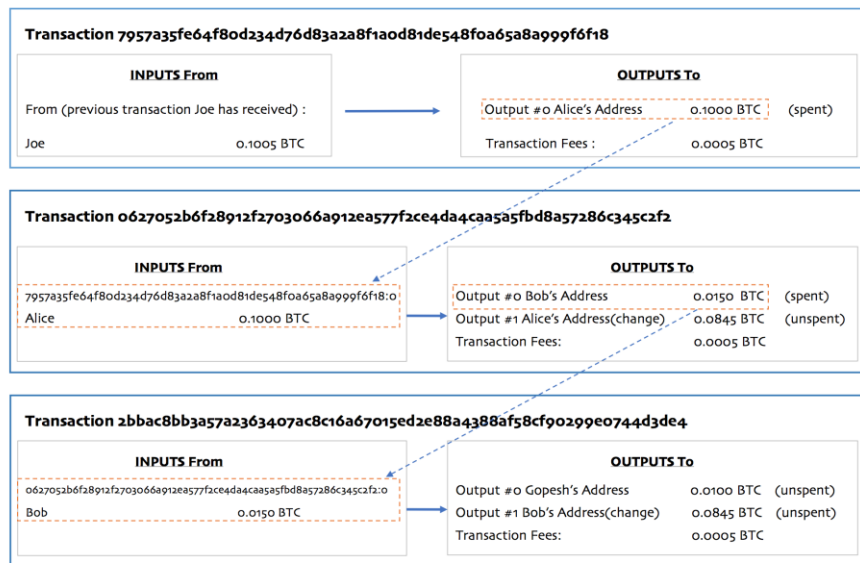 Transaction 7957a35fe64f80d234d76d83a2a8f1a0d81de548f0a65a8a999f6f18
INPUTS From
From (previous transaction Joe has received) :
Joe 0.1005 BTC
OUTPUTS To
Output #0 Alice's Address 0.1000 BTC (spent)
Transaction Fees : 0.0005 BTC
Transaction 0627052b6f28912f2703066a912ea577f2ce4da4caa5a5fbd8a57286c345c2f2
INPUTS From
7957a35fe64f80d234d76d83a2a8f1a0d81de548f0a65a8a999f6f18:0
Alice 0.1000 BTC
OUTPUTS To
Output #0 Bob's Address 0.0150 BTC (spent)
Output #1 Alice's Address(change) 0.0845 BTC (unspent)
Transaction Fees: 0.0005 BTC
Transaction 2bbac8bb3a57a2363407ac8c16a67015ed2e88a4388af58cf90299e0744d3de4
INPUTS From
0627052b6f28912f2703066a912ea577f2ce4da4caa5a5fbd8a57286c345c2f2:0
Bob 0.0150 BTC
OUTPUTS To
Output #0 Gopesh's Address 0.0100 BTC (unspent)
Output #1 Bob's Address(change) 0.0845 BTC (unspent)
Transaction Fees: 0.0005 BTC